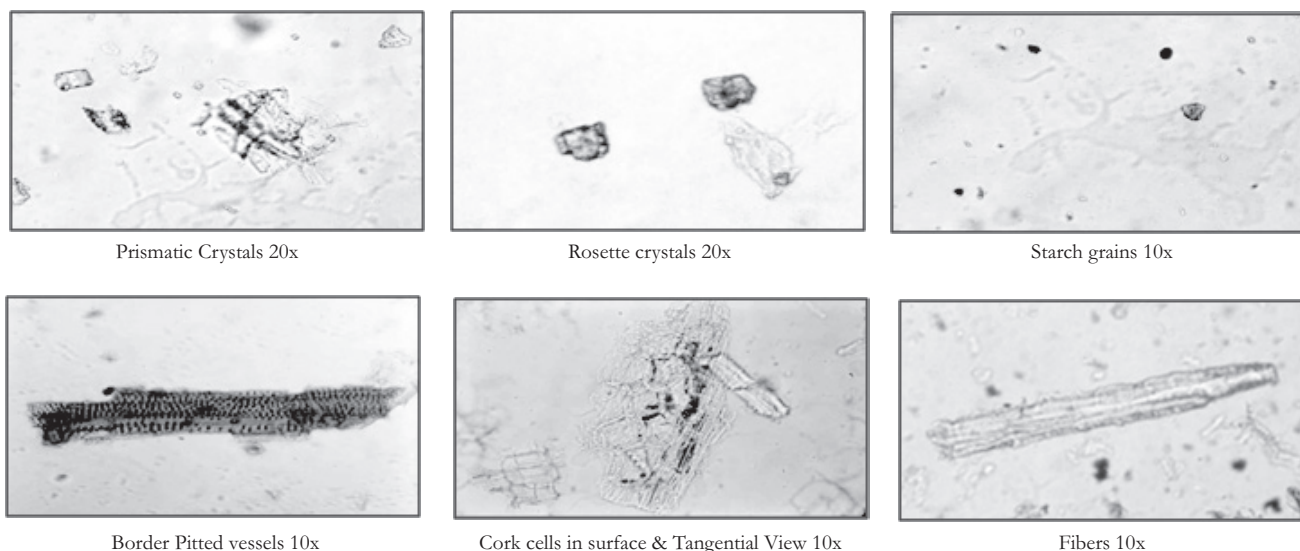 Prismatic Crystals 20x
Rosette crystals 20x
Starch grains 10x
Border Pitted vessels 10x
Cork cells in surface & Tangential View 10x
Fibers 10x